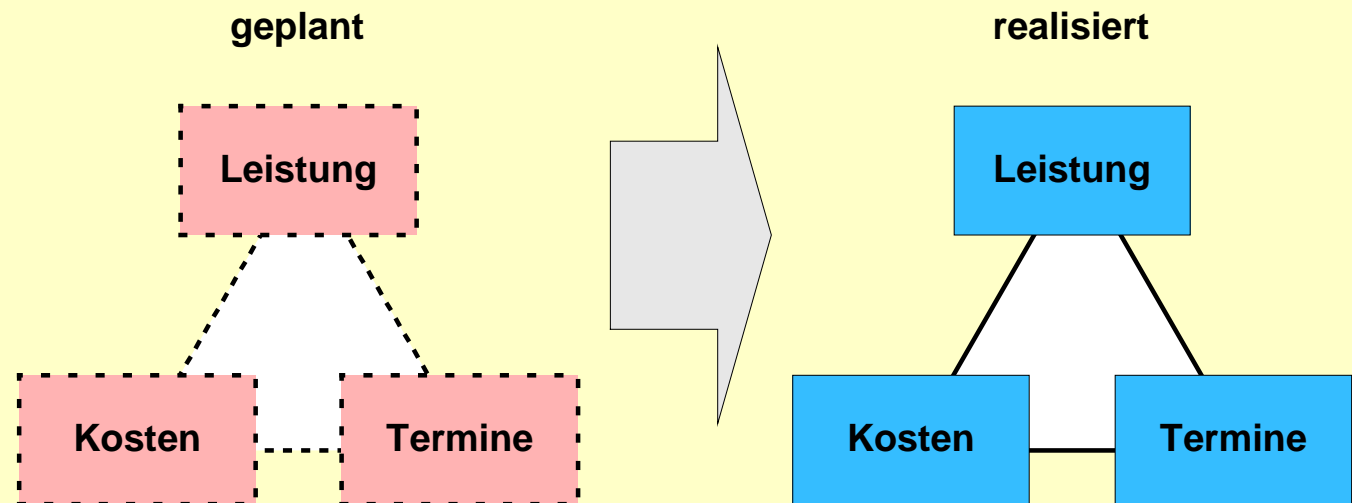 geplant
realisiert
Leistung
Leistung
Kosten
Termine
Kosten
Termine